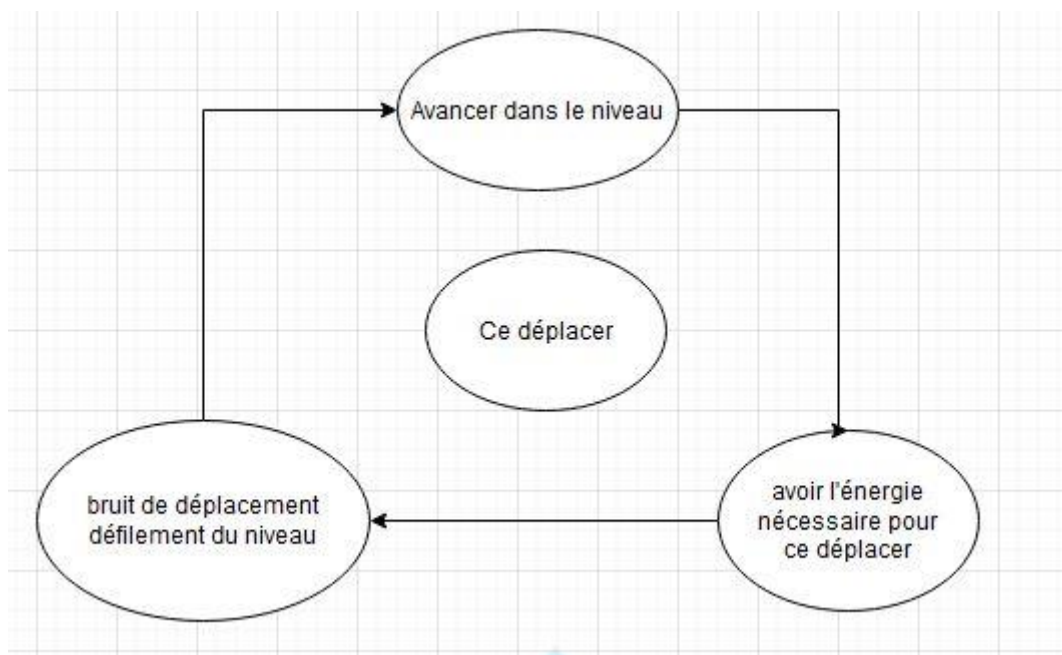 Avancer dans le niveau
Ce déplacer
bruit de déplacement
défilement du niveau
avoir l'énergie
nécessaire pour
ce déplacer